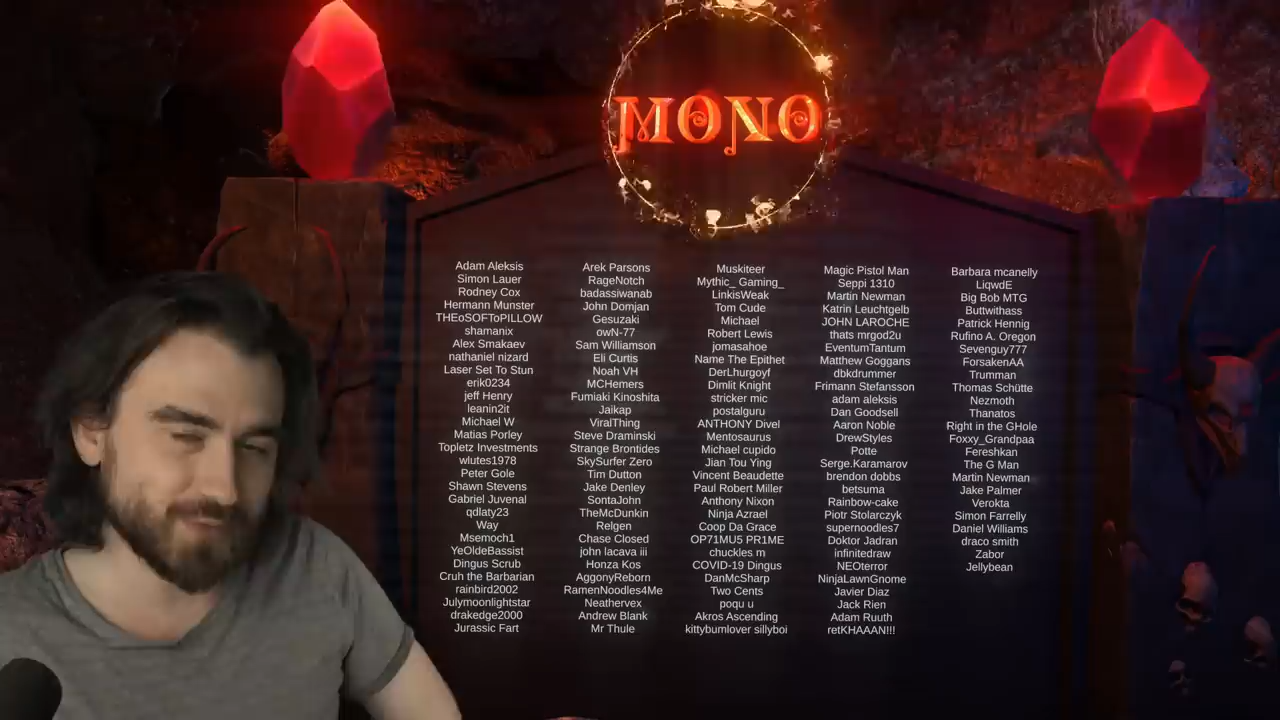 MONO
Adam Aleksis
Simon Lauer
Rodney Cox
Hermann Munster
THEoSOFToPILLOW
shamanix
Alex Smakaev
nathaniel nizard
Laser Set To Stun
erik0234
jeff Henry
leanin2it
Michael W
Matias Porley
Topletz Investments
wlutes1978
Peter Gole
Shawn Stevens
Gabriel Juvenal
qdlaty23
Way
Msemoch1
YeOldeBassist
Dingus Scrub
Cruh the Barbarian
rainbird2002
Julymoonlightstar
drakedge2000
Jurassic Fart
Arek Parsons
RageNotch
badassiwanab
John Domjan
Gesuzaki
owN-77
Sam Williamson
Eli Curtis
Noah VH
MCHemers
Fumiaki Kinoshita
Jaikap
ViralThing
Steve Draminski
Strange Brontides
SkySurfer Zero
Tim Dutton
Jake Denley
SontaJohn
TheMcDunkin
Relgen
Chase Closed
john lacava iii
Honza Kos
AggonyReborn
RamenNoodles4Me
Neathervex
Andrew Blank
Mr Thule
Muskiteer
Mythic_ Gaming_
LinkisWeak
Tom Cude
Michael
Robert Lewis
jomasahoe
Name The Epithet
DerLhurgoyf
Dimlit Knight
stricker mic
postalguru
ANTHONY Divel
Mentosaurus
Michael cupido
Jian Tou Ying
Vincent Beaudette
Paul Robert Miller
Anthony Nixon
Ninja Azrael
Coop Da Grace
OP71MU5 PR1ME
chuckles m
COVID-19 Dingus
DanMcSharp
Two Cents
poqu u
Akros Ascending
kittybumlover sillyboi
Magic Pistol Man
Seppi 1310
Martin Newman
Katrin Leuchtgelb
JOHN LAROCHE
thats mrgod2u
EventumTantum
Matthew Goggans
dbkdrummer
Frimann Stefansson
adam aleksis
Dan Goodsell
Aaron Noble
DrewStyles
Potte
Serge.Karamarov
brendon dobbs
betsuma
Rainbow-cake
Piotr Stolarczyk
supernoodles7
Doktor Jadran
infinitedraw
NEOterror
NinjaLawnGnome
Javier Diaz
Jack Rien
Adam Ruuth
retKHAAAN!!!
Barbara mcanelly
LiqwdE
Big Bob MTG
Buttwithass
Patrick Hennig
Rufino A. Oregon
Sevenguy777
ForsakenAA
Trumman
Thomas Schütte
Nezmoth
Thanatos
Right in the GHole
Foxxy_Grandpaa
Fereshkan
The G Man
Martin Newman
Jake Palmer
Verokta
Simon Farrelly
Daniel Williams
draco smith
Zabor
Jellybean